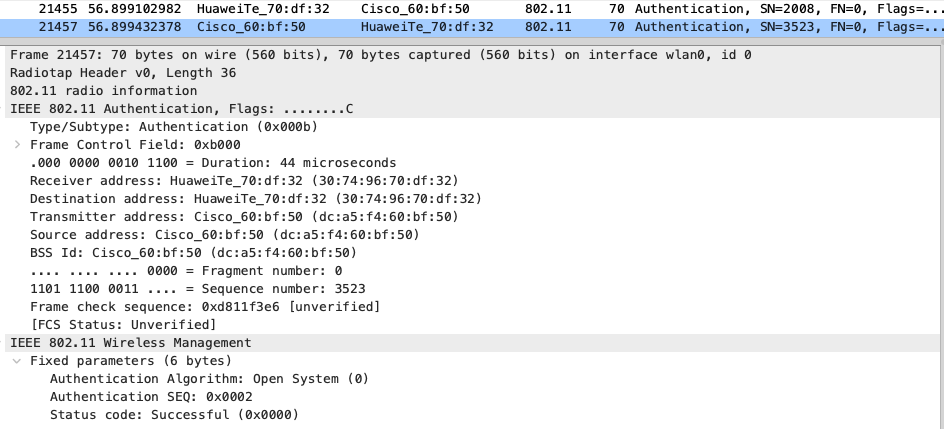 21455 56.899102982 HuaweiTe_70:df:32 Cisco_60:bf:50 802.11 70 Authentication, SN=2008, FN=0, Flags=...
21457 56.899432378 Cisco_60:bf:50 HuaweiTe_70:df:32 802.11 70 Authentication, SN=3523, FN=0, Flags=...
Frame 21457: 70 bytes on wire (560 bits), 70 bytes captured (560 bits) on interface wlan0, id 0
Radiotap Header v0, Length 36
802.11 radio information
IEEE 802.11 Authentication, Flags: ........C
Type/Subtype: Authentication (0x000b)
Frame Control Field: 0xb000
.000 0000 0010 1100 = Duration: 44 microseconds
Receiver address: HuaweiTe_70:df:32 (30:74:96:70:df:32)
Destination address: HuaweiTe_70:df:32 (30:74:96:70:df:32)
Transmitter address: Cisco_60:bf:50 (dc:a5:f4:60:bf:50)
Source address: Cisco_60:bf:50 (dc:a5:f4:60:bf:50)
BSS Id: Cisco_60:bf:50 (dc:a5:f4:60:bf:50)
.... .... .... 0000 = Fragment number: 0
1101 1100 0011 .... = Sequence number: 3523
Frame check sequence: 0xd811f3e6 [unverified]
[FCS Status: Unverified]
IEEE 802.11 Wireless Management
Fixed parameters (6 bytes)
Authentication Algorithm: Open System (0)
Authentication SEQ: 0x0002
Status code: Successful (0x0000)